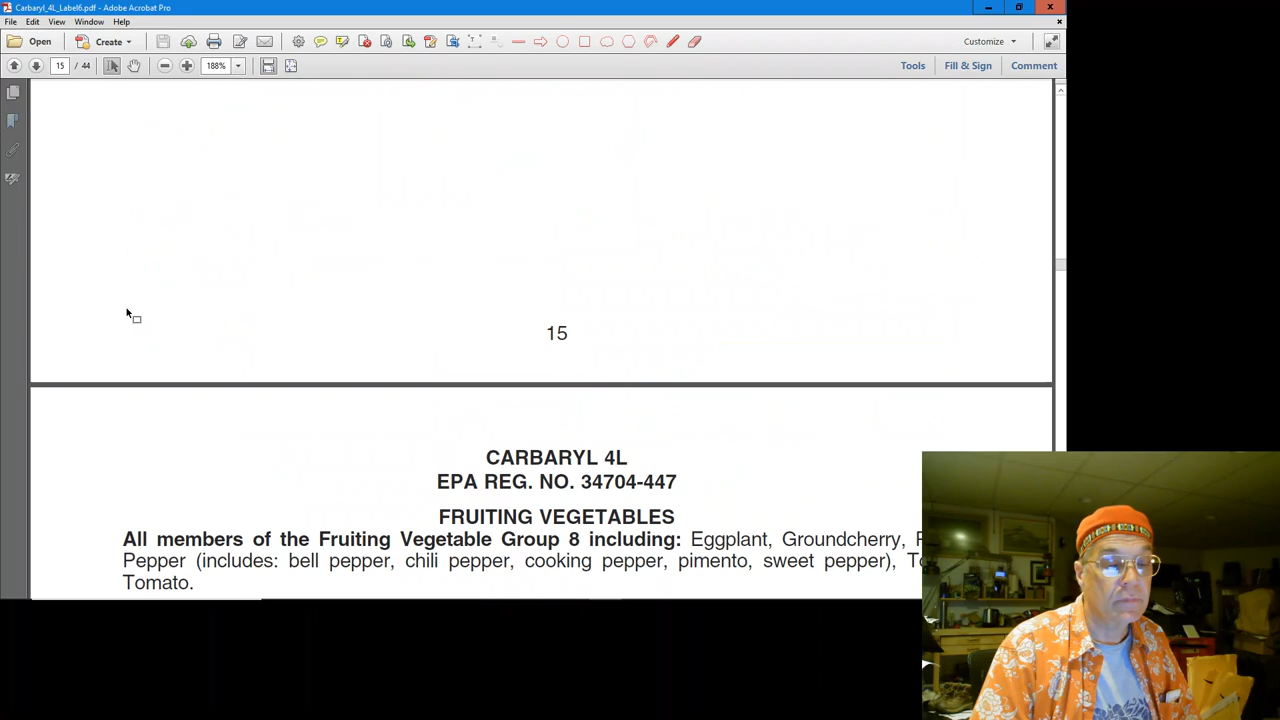 Carbaryl_4L_Label6.pdf - Adobe Acrobat Pro
File Edit View Window Help
Open Create Customize
15 / 44 188% Tools Fill & Sign Comment
15
CARBARYL 4L
EPA REG. NO. 34704-447
FRUITING VEGETABLES
All members of the Fruiting Vegetable Group 8 including: Eggplant, Groundcherry,
Pepper (includes: bell pepper, chili pepper, cooking pepper, pimento, sweet pepper),
Tomato.